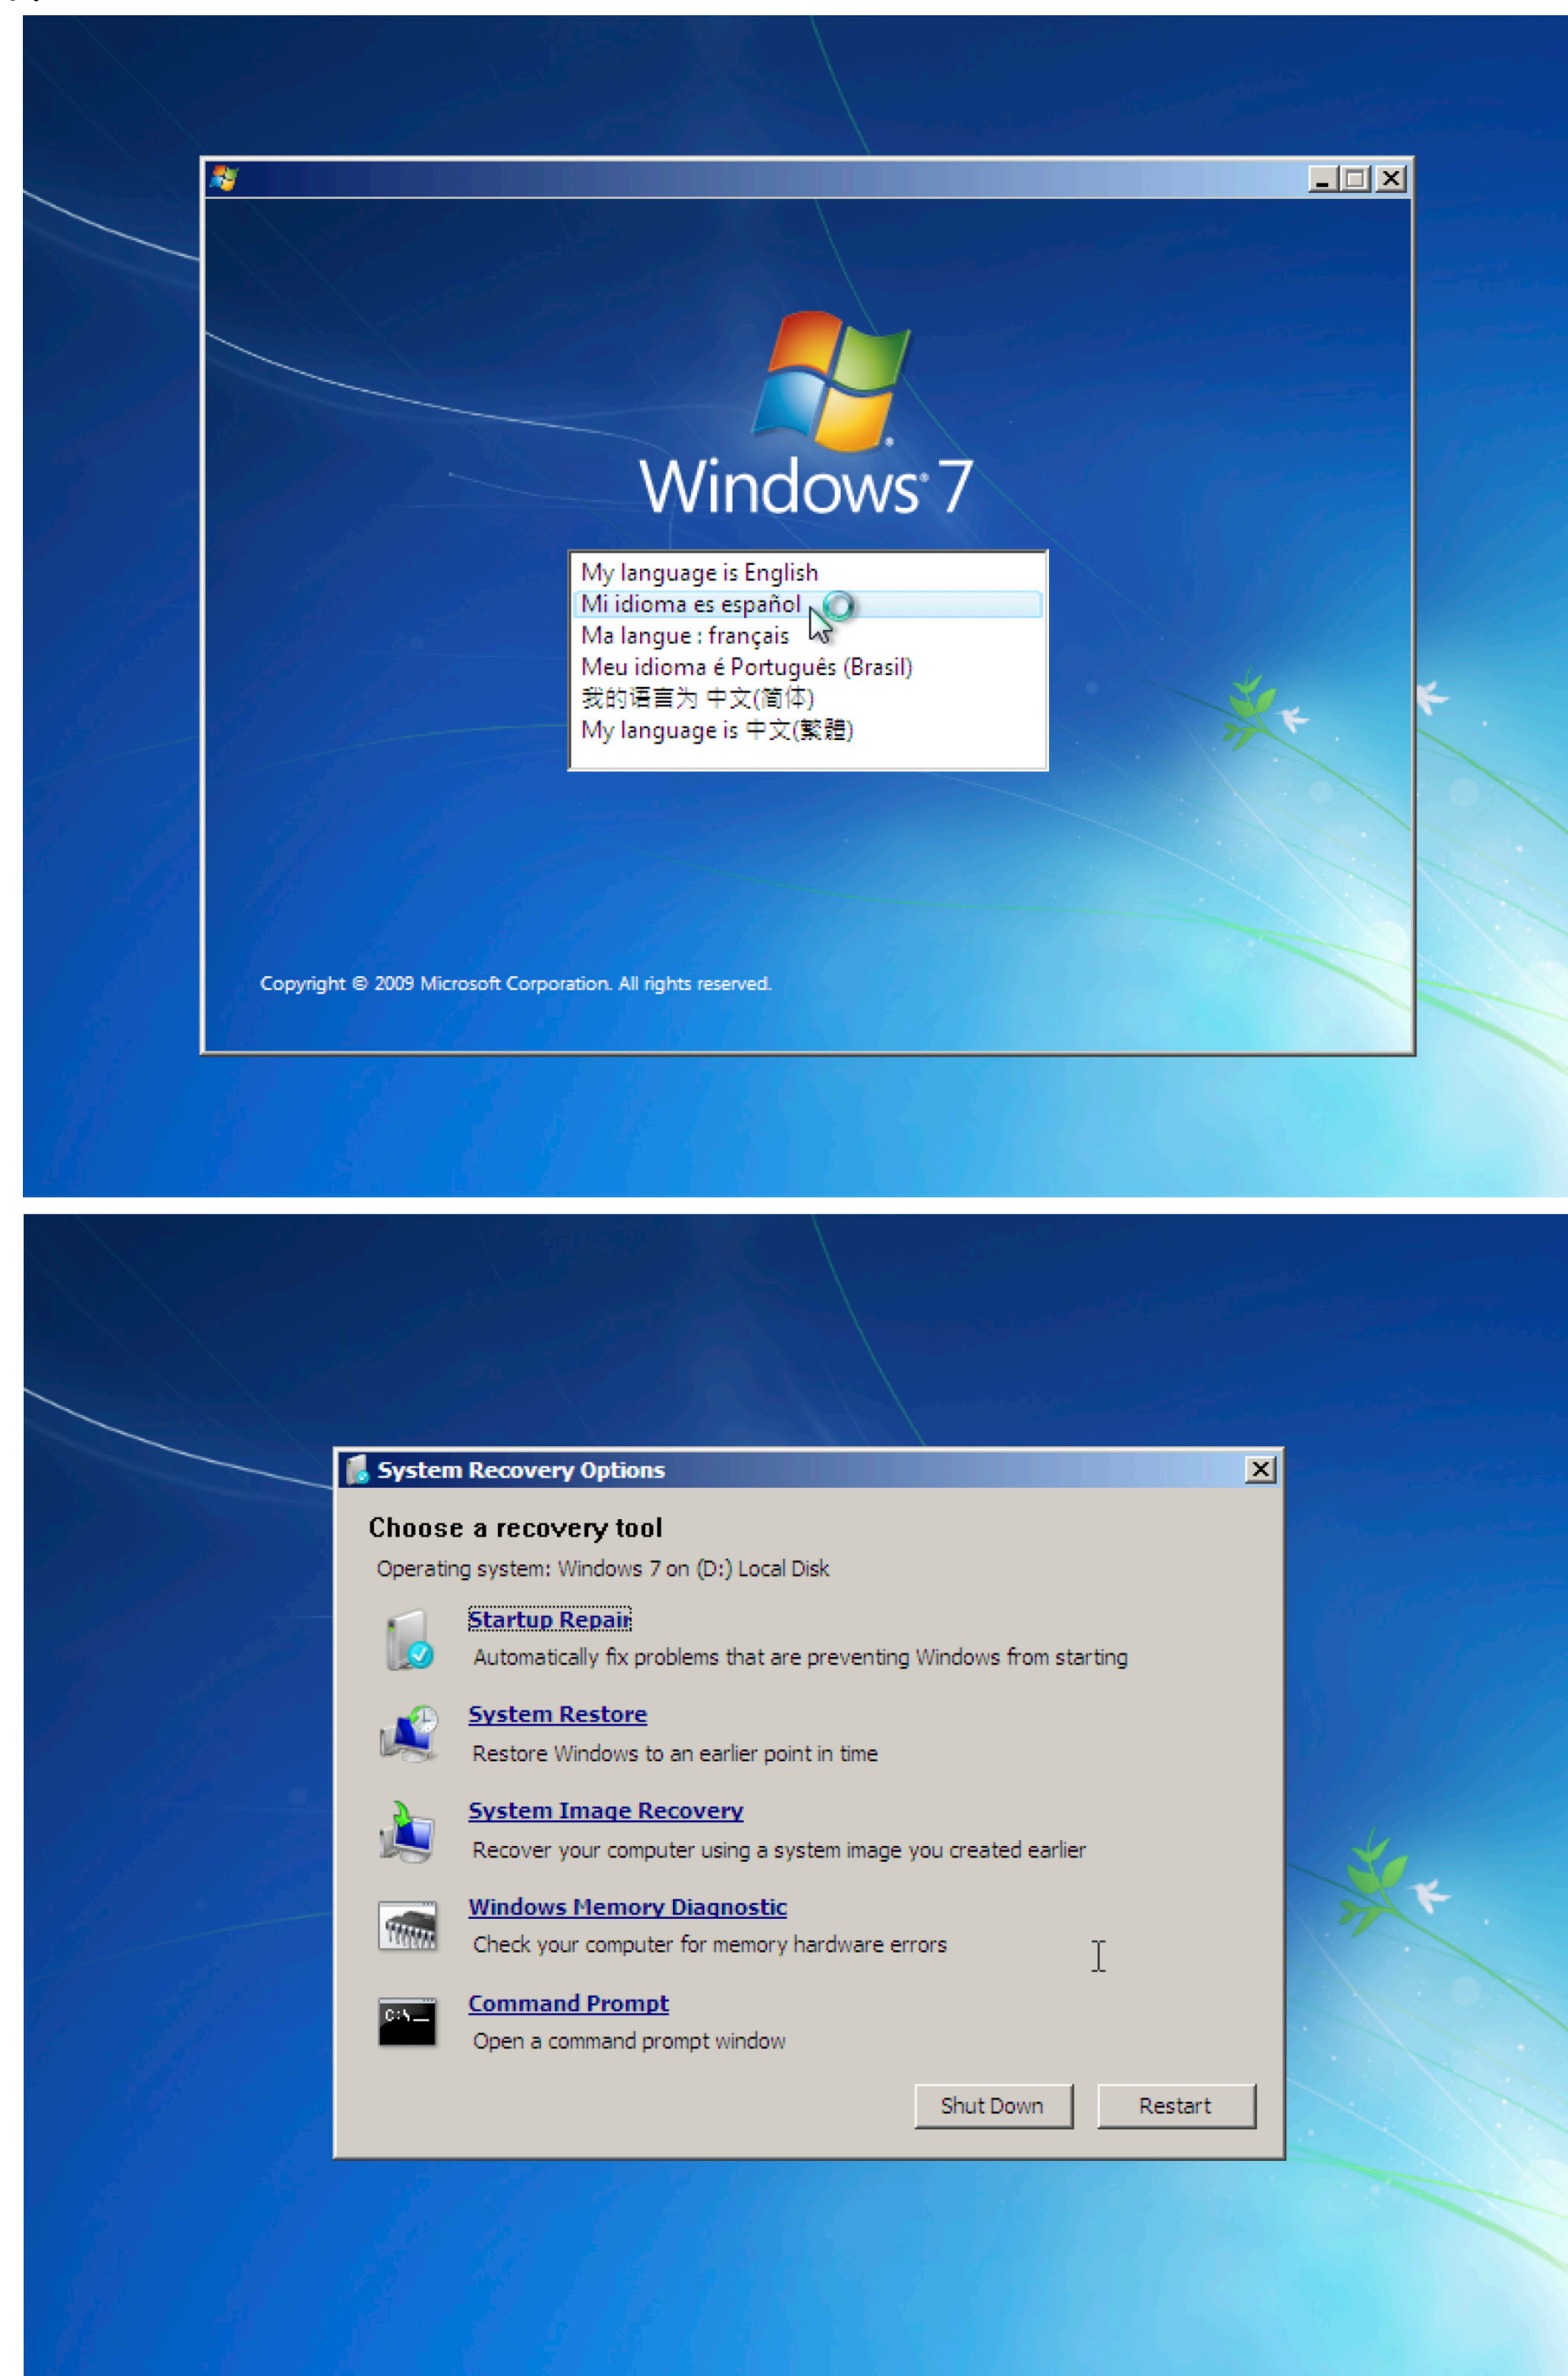 Windows® 7
My language is English
Mi idioma es español
Ma langue : français
Meu idioma é Português (Brasil)
我的语言为 中文(简体)
My language is 中文(繁體)
Copyright © 2009 Microsoft Corporation. All rights reserved.
System Recovery Options
Choose a recovery tool
Operating system: Windows 7 on (D:) Local Disk
Startup Repair
Automatically fix problems that are preventing Windows from starting
System Restore
Restore Windows to an earlier point in time
System Image Recovery
Recover your computer using a system image you created earlier
Windows Memory Diagnostic
Check your computer for memory hardware errors
C:\_
Command Prompt
Open a command prompt window
Shut Down Restart